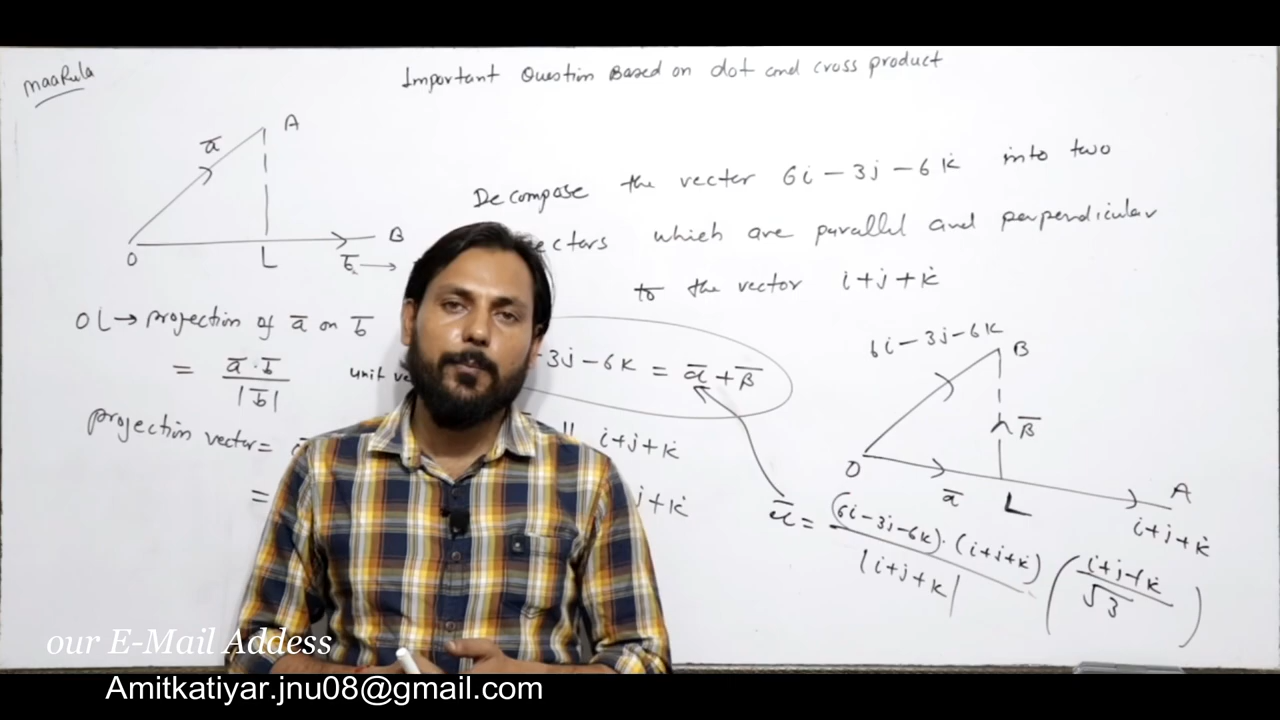 maaRula
Important Question Based on dot and cross product
A
a̅
O
L
B
b̅ →
Decompose the vector 6i - 3j - 6k into two
ectors which are parallel and perpendicular
to the vector i+j+k
OL → projection of a̅ on b̅
= a̅ · b̅
|b̅|
unit ve
projection vector =
=
-3j - 6k = α̅ + β̅
|| i+j+k
j+k
6i - 3j - 6k
B
β̅
O
α̅
L
A
i+j+k
α̅ = (6i - 3j - 6k) · (i+j+k) ( i+j+k )
|i+j+k| √3
our E-Mail Addess
Amitkatiyar.jnu08@gmail.com